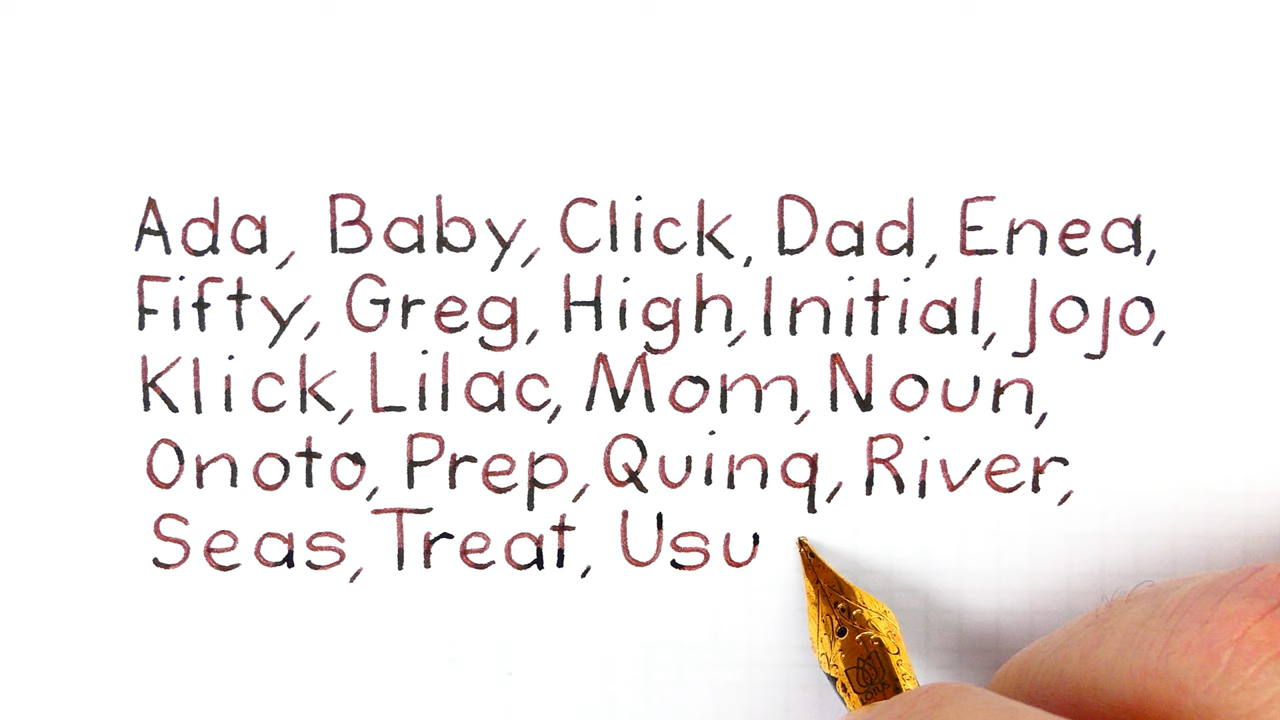 Ada, Baby, Click, Dad, Enea,
Fifty, Greg, High, Initial, Jojo,
Klick, Lilac, Mom, Noun,
Onoto, Prep, Quinq, River,
Seas, Treat, Usu